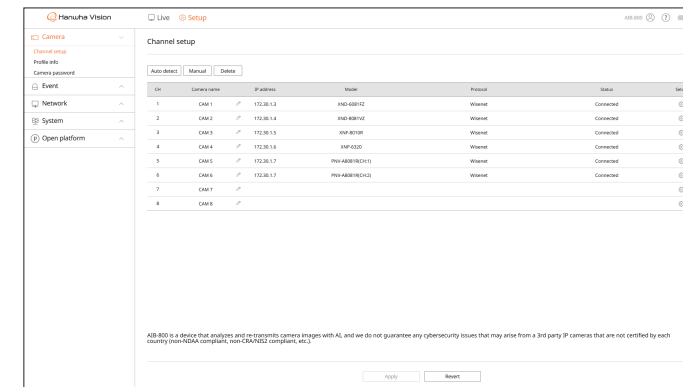 Hanwha Vision
Live Setup AIB-800
Camera
Channel setup
Profile info
Camera password
Event
Network
System
Open platform
Channel setup
Auto detect Manual Delete
CH Camera name IP address Model Protocol Status
1 CAM 1 172.30.1.3 XND-6081FZ Wisenet Connected
2 CAM 2 172.30.1.4 XND-8081VZ Wisenet Connected
3 CAM 3 172.30.1.5 XNF-8010R Wisenet Connected
4 CAM 4 172.30.1.6 XNP-6320 Wisenet Connected
5 CAM 5 172.30.1.7 PNV-A8081R(CH:1) Wisenet Connected
6 CAM 6 172.30.1.7 PNV-A8081R(CH:2) Wisenet Connected
7 CAM 7
8 CAM 8
AIB-800 is a device that analyzes and re-transmits camera images with AI, and we do not guarantee any cybersecurity issues that may arise from a 3rd party IP cameras that are not certified by each
country (non-NDAA compliant, non-CRA/NIS2 compliant, etc.).
Apply Revert